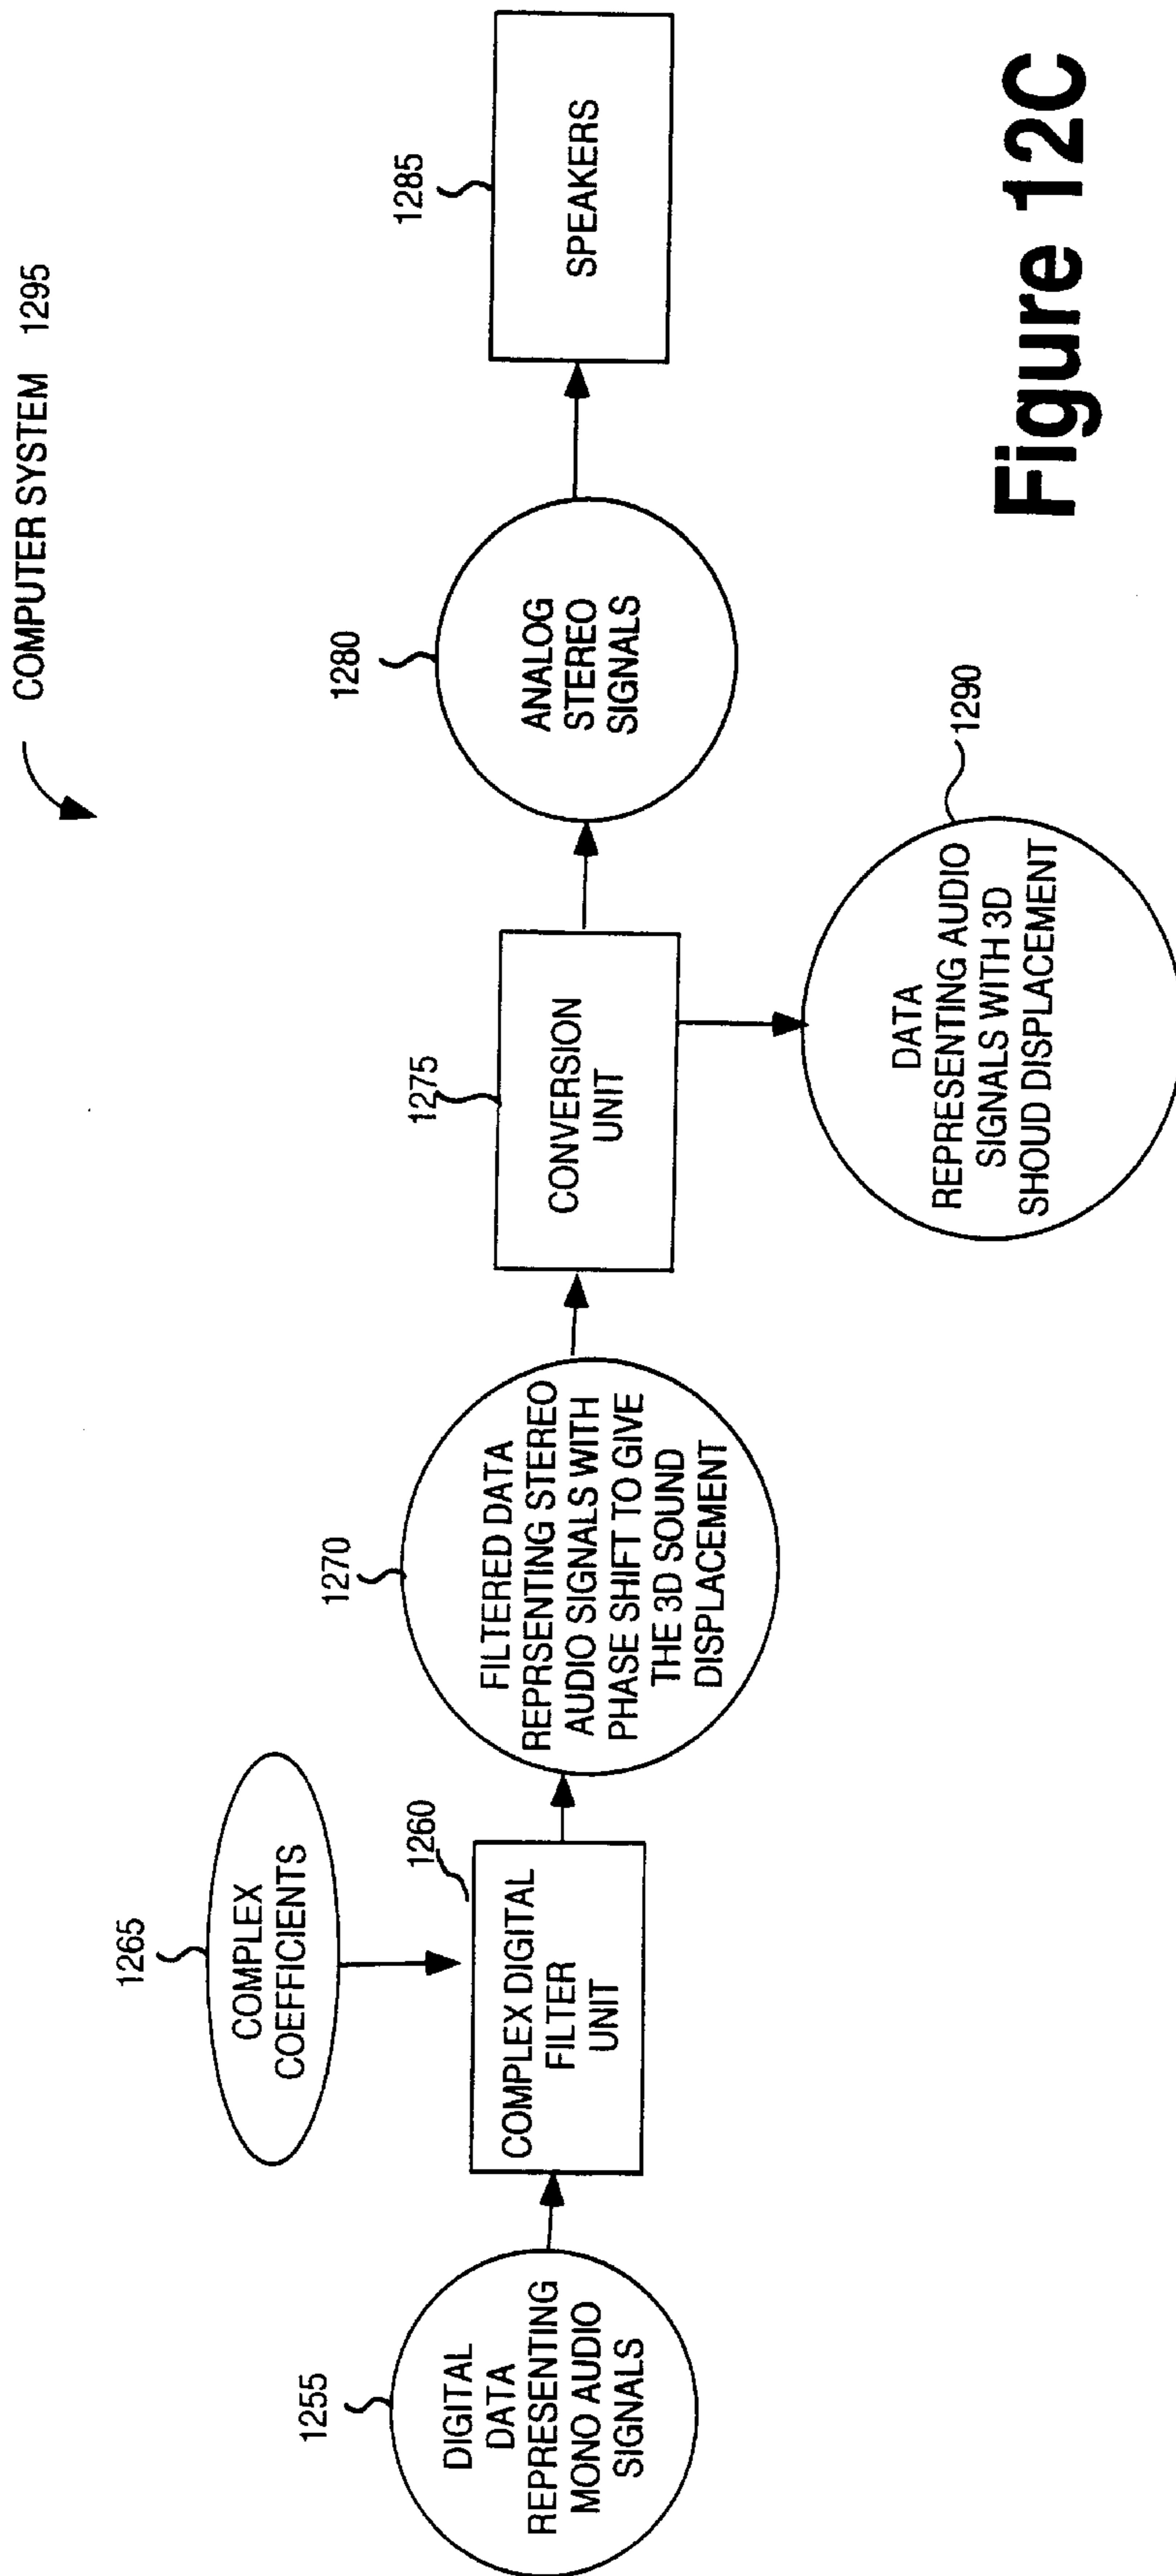 COMPUTER SYSTEM 1295
1255
DIGITAL
DATA
REPRESENTING
MONO AUDIO
SIGNALS
1265
COMPLEX
COEFFICIENTS
1260
COMPLEX DIGITAL
FILTER
UNIT
1270
FILTERED DATA
REPRSENTING STEREO
AUDIO SIGNALS WITH
PHASE SHIFT TO GIVE
THE 3D SOUND
DISPLACEMENT
1275
CONVERSION
UNIT
1280
ANALOG
STEREO
SIGNALS
1285
SPEAKERS
1290
DATA
REPRESENTING AUDIO
SIGNALS WITH 3D
SHOUD DISPLACEMENT
Figure 12C